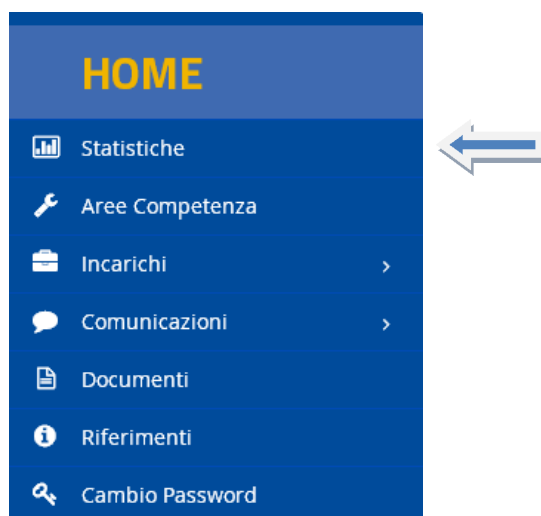 HOME
Statistiche
Aree Competenza
Incarichi
Comunicazioni
Documenti
Riferimenti
Cambio Password